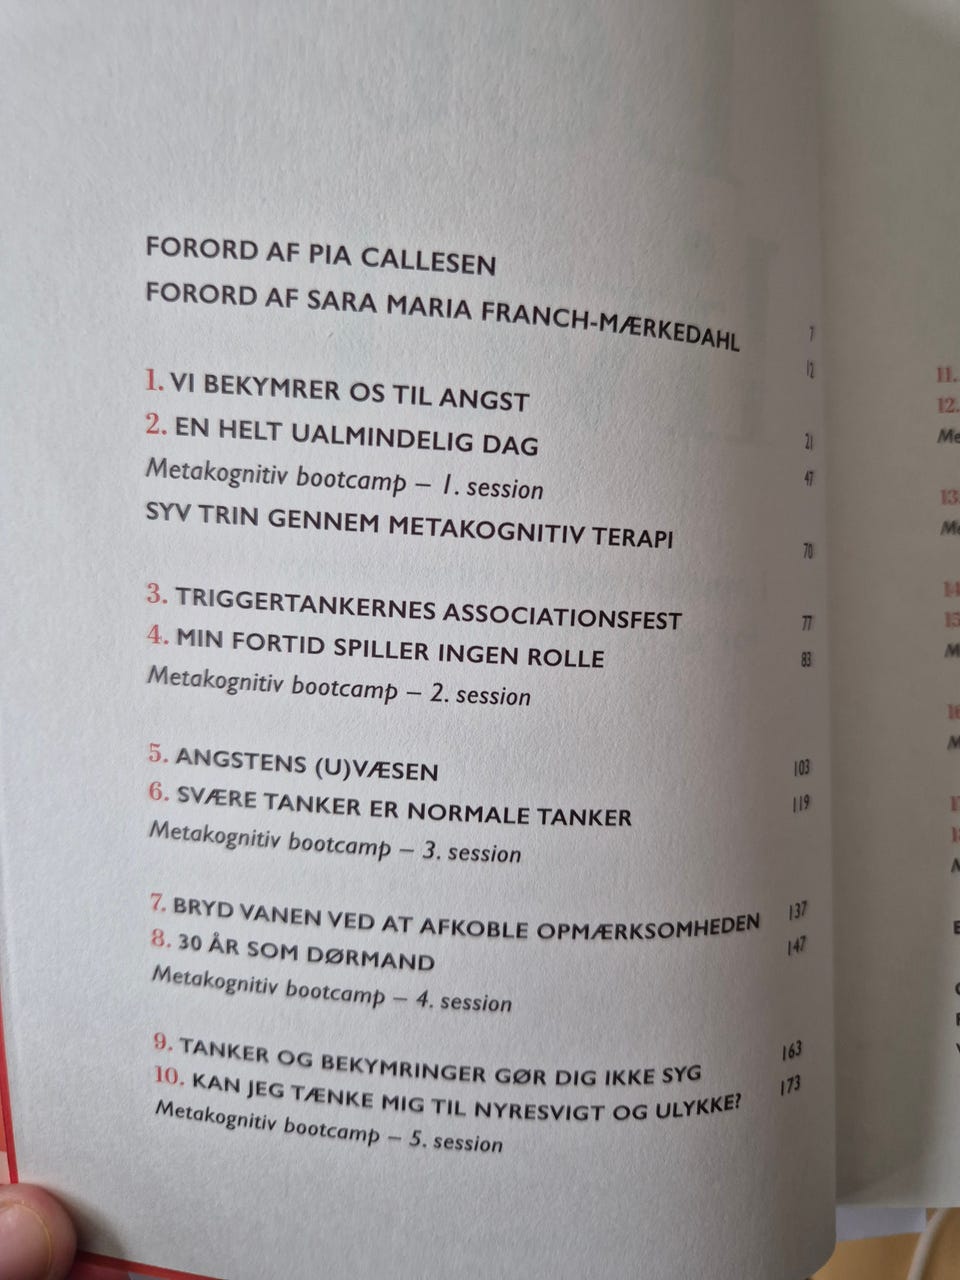 FORORD AF PIA CALLESEN 7
FORORD AF SARA MARIA FRANCH-MÆRKEDAHL 12
1. VI BEKYMRER OS TIL ANGST 21
2. EN HELT UALMINDELIG DAG 47
Metakognitiv bootcamp – 1. session
SYV TRIN GENNEM METAKOGNITIV TERAPI 70
3. TRIGGERTANKERNES ASSOCIATIONSFEST 77
4. MIN FORTID SPILLER INGEN ROLLE 83
Metakognitiv bootcamp – 2. session
5. ANGSTENS (U)VÆSEN 103
6. SVÆRE TANKER ER NORMALE TANKER 119
Metakognitiv bootcamp – 3. session
7. BRYD VANEN VED AT AFKOBLE OPMÆRKSOMHEDEN 137
8. 30 ÅR SOM DØRMAND 147
Metakognitiv bootcamp – 4. session
9. TANKER OG BEKYMRINGER GØR DIG IKKE SYG 163
10. KAN JEG TÆNKE MIG TIL NYRESVIGT OG ULYKKE? 173
Metakognitiv bootcamp – 5. session
11.
12.